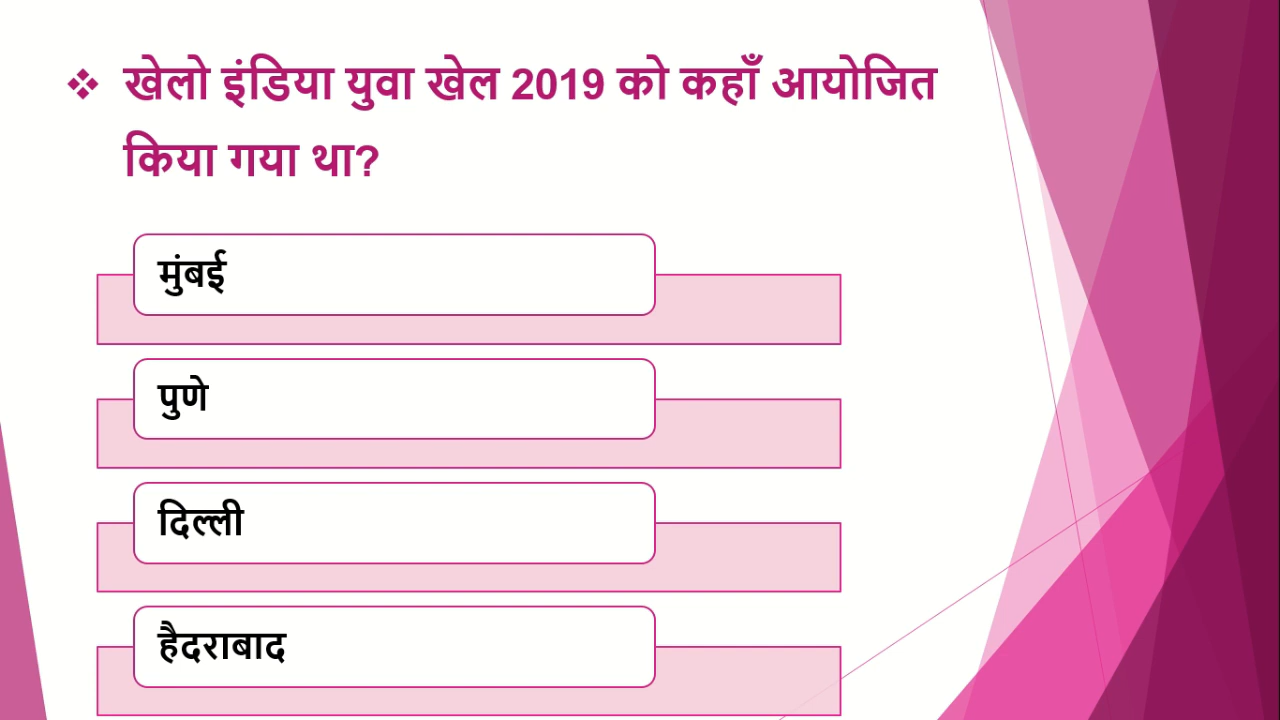 ❖ खेलो इंडिया युवा खेल 2019 को कहाँ आयोजित
किया गया था?
मुंबई
पुणे
दिल्ली
हैदराबाद